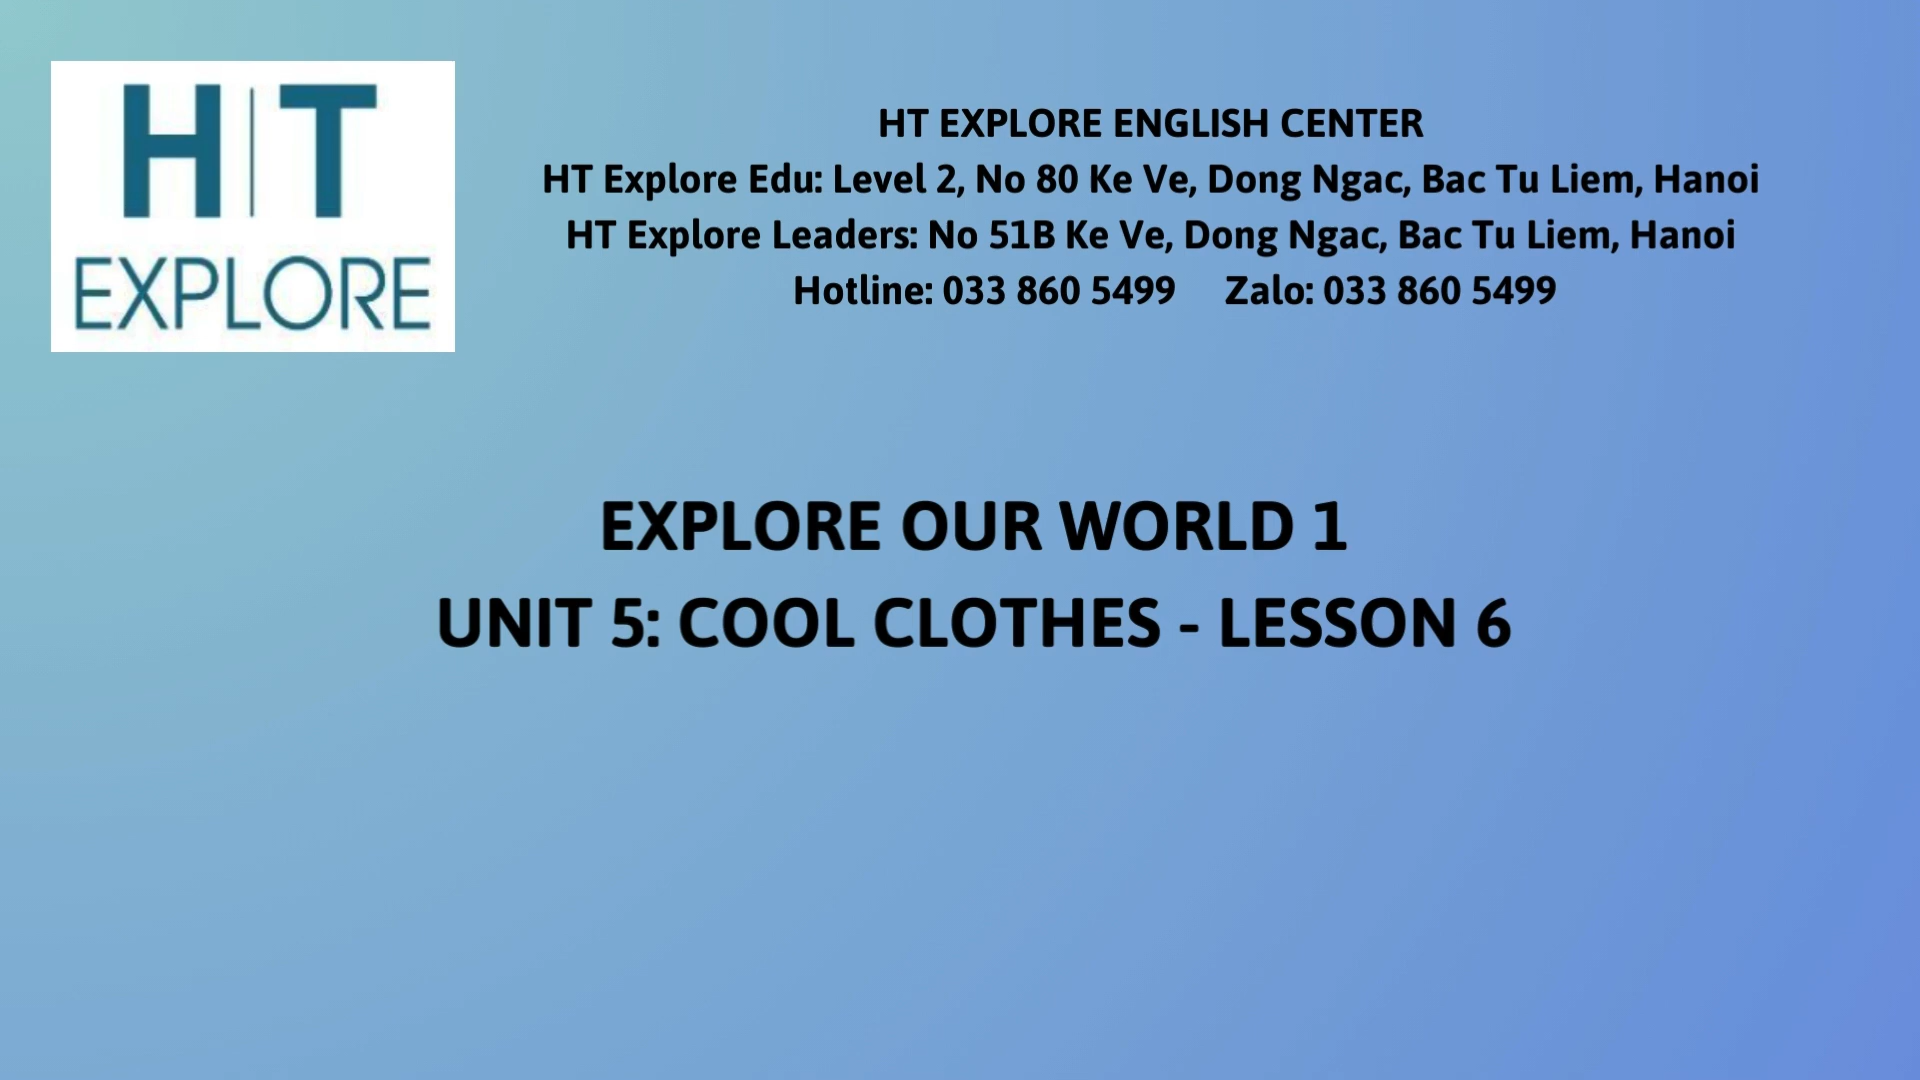 H|T
EXPLORE
HT EXPLORE ENGLISH CENTER
HT Explore Edu: Level 2, No 80 Ke Ve, Dong Ngac, Bac Tu Liem, Hanoi
HT Explore Leaders: No 51B Ke Ve, Dong Ngac, Bac Tu Liem, Hanoi
Hotline: 033 860 5499 Zalo: 033 860 5499
EXPLORE OUR WORLD 1
UNIT 5: COOL CLOTHES - LESSON 6